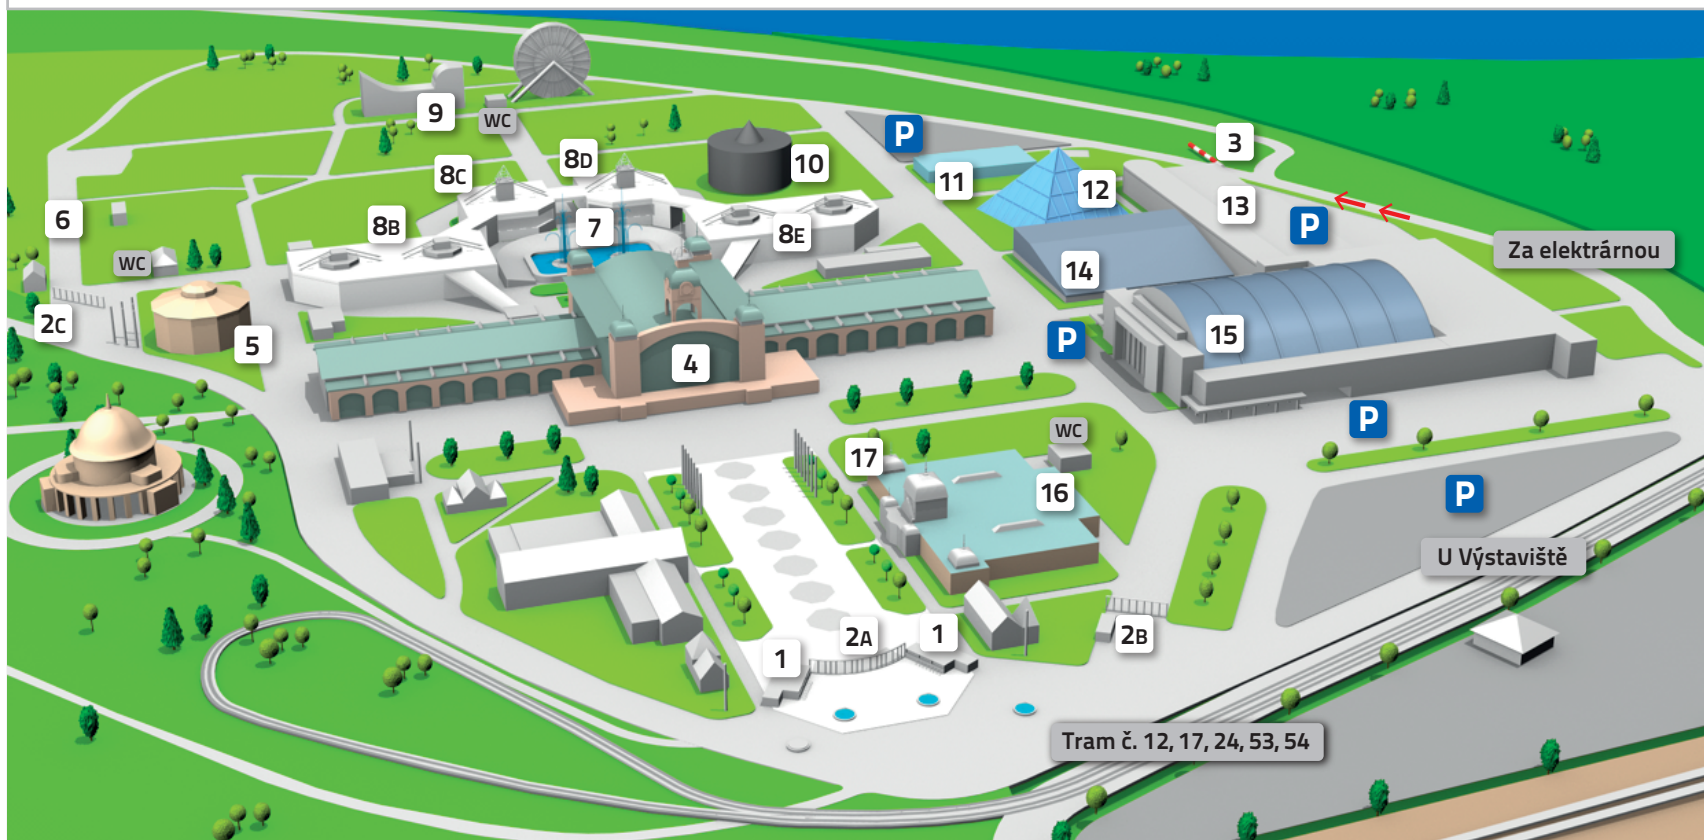 9
WC
P
3
8D
10
8C
11
12
6
7
13
8B
8E
P
Za elektrárnou
WC
14
2C
5
15
P
4
P
WC
17
16
P
U Výstaviště
2A
1
2B
1
Tram č. 12, 17, 24, 53, 54